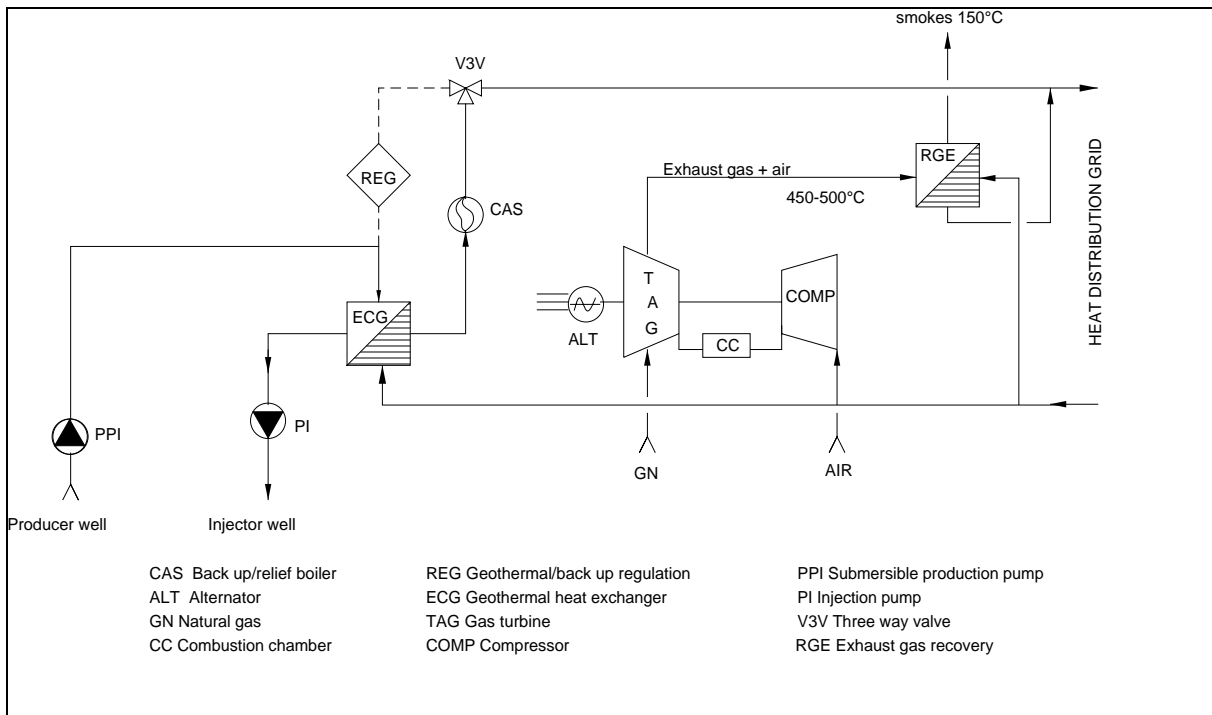 smokes 150°C
V3V
REG
CAS
Exhaust gas + air
450-500°C
RGE
HEAT DISTRIBUTION GRID
ECG
ALT
T
A
G
CC
COMP
PPI
PI
GN
AIR
Producer well
Injector well
CAS Back up/relief boiler
REG Geothermal/back up regulation
PPI Submersible production pump
ALT Alternator
ECG Geothermal heat exchanger
PI Injection pump
GN Natural gas
TAG Gas turbine
V3V Three way valve
CC Combustion chamber
COMP Compressor
RGE Exhaust gas recovery